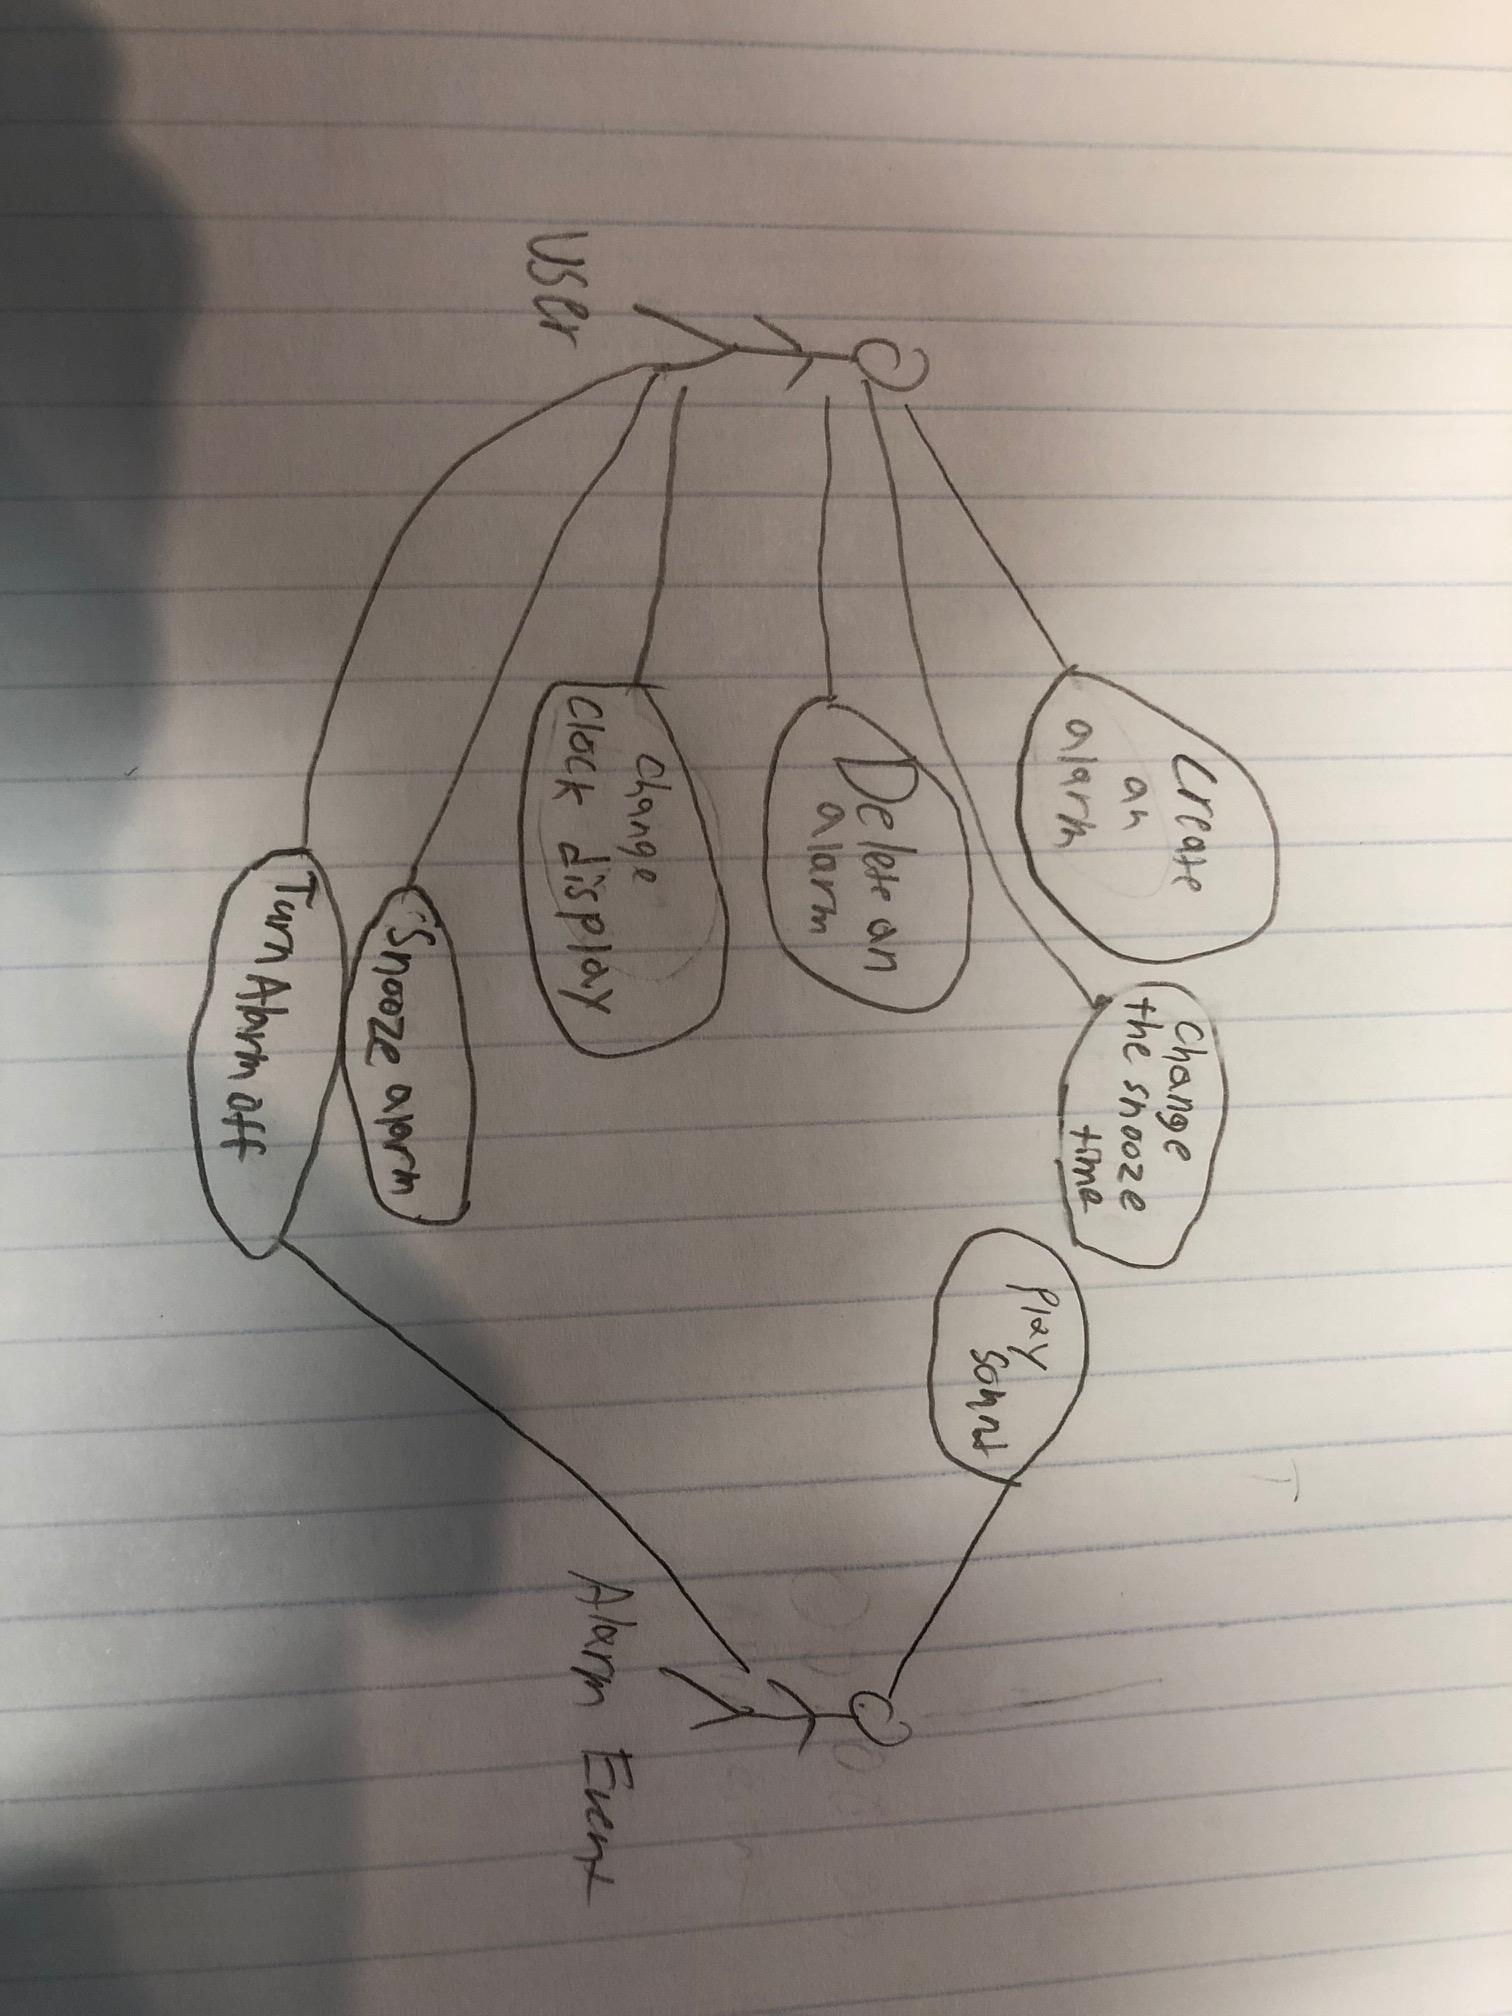 Create
an
alarm
Change
the snooze
time
play
sound
Delete an
alarm
change
clock display
User
Alarm Event
Snooze alarm
Turn Alarm off